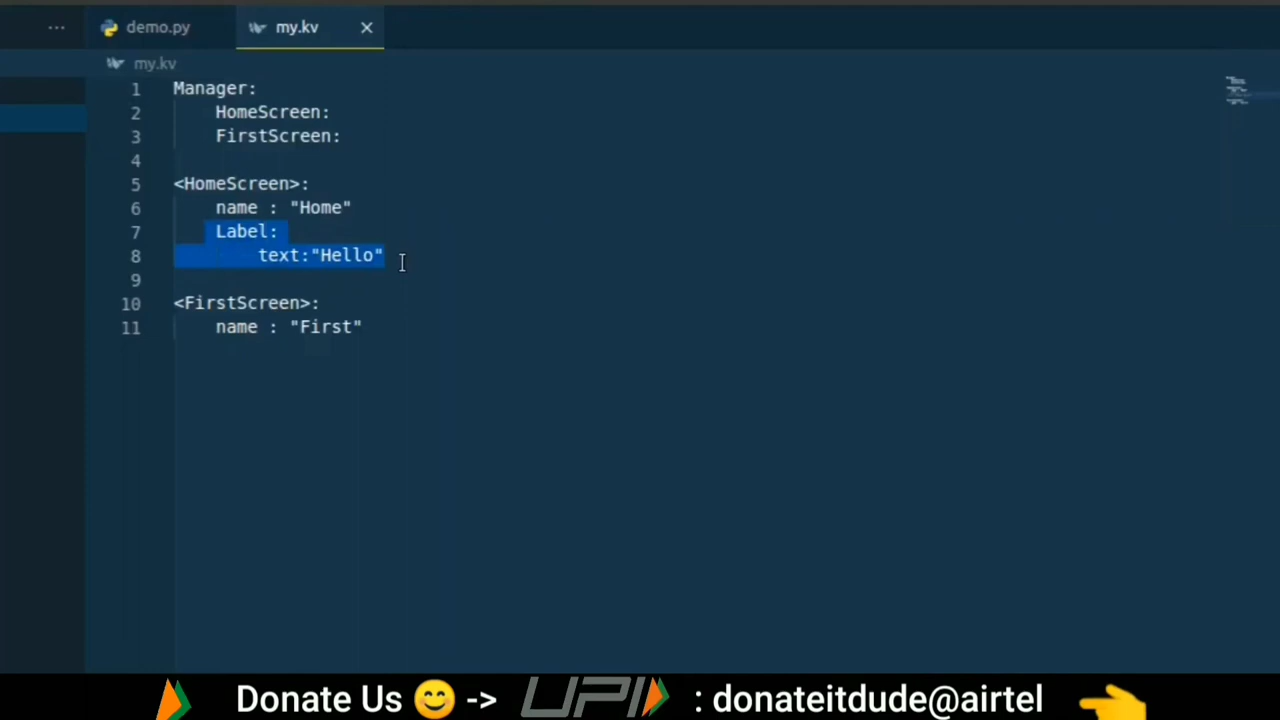 demo.py my.kv
my.kv
1 Manager:
2 HomeScreen:
3 FirstScreen:
4
5 <HomeScreen>:
6 name : "Home"
7 Label:
8 text:"Hello"
9
10 <FirstScreen>:
11 name : "First"
Donate Us 😊 -> UPI : donateitdude@airtel 👈